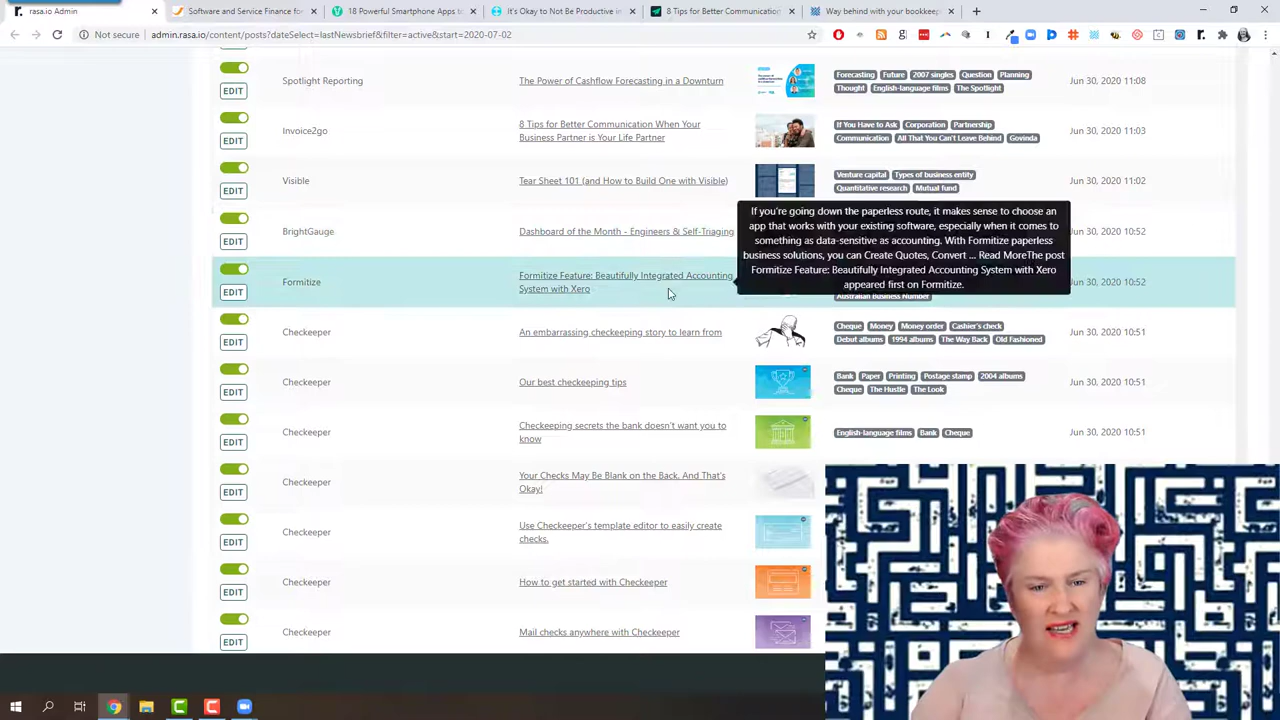 rasa.io Admin
Software and Service Finance fo
18 Powerful Smartphone Apps to
It's Okay to Not Be Productive in
8 Tips for Better Communication
Way behind with your bookkeep
Not secure
admin.rasa.io/content/posts?dateSelect=lastNewsbrief&filter=active&start=2020-07-02
EDIT
Spotlight Reporting
The Power of Cashflow Forecasting in a Downturn
Forecasting Future 2007 singles Question Planning
Thought English-language films The Spotlight
Jun 30, 2020 11:08
EDIT
Invoice2go
8 Tips for Better Communication When Your
Business Partner is Your Life Partner
If You Have to Ask Corporation Partnership
Communication All That You Can't Leave Behind Govinda
Jun 30, 2020 11:03
EDIT
Visible
Tear Sheet 101 (and How to Build One with Visible)
Venture capital Types of business entity
Quantitative research Mutual fund
Jun 30, 2020 11:02
EDIT
BrightGauge
Dashboard of the Month - Engineers & Self-Triaging
Jun 30, 2020 10:52
If you're going down the paperless route, it makes sense to choose an
app that works with your existing software, especially when it comes to
something as data-sensitive as accounting. With Formitize paperless
business solutions, you can Create Quotes, Convert ... Read MoreThe post
Formitize Feature: Beautifully Integrated Accounting System with Xero
appeared first on Formitize.
EDIT
Formitize
Formitize Feature: Beautifully Integrated Accounting
System with Xero
Australian Business Number
Jun 30, 2020 10:52
EDIT
Checkeeper
An embarrassing checkeeping story to learn from
Cheque Money Money order Cashier's check
Debut albums 1994 albums The Way Back Old Fashioned
Jun 30, 2020 10:51
EDIT
Checkeeper
Our best checkeeping tips
Bank Paper Printing Postage stamp 2004 albums
Cheque The Hustle The Look
Jun 30, 2020 10:51
EDIT
Checkeeper
Checkeeping secrets the bank doesn't want you to
know
English-language films Bank Cheque
Jun 30, 2020 10:51
EDIT
Checkeeper
Your Checks May Be Blank on the Back, And That's
Okay!
EDIT
Checkeeper
Use Checkeeper's template editor to easily create
checks.
EDIT
Checkeeper
How to get started with Checkeeper
EDIT
Checkeeper
Mail checks anywhere with Checkeeper